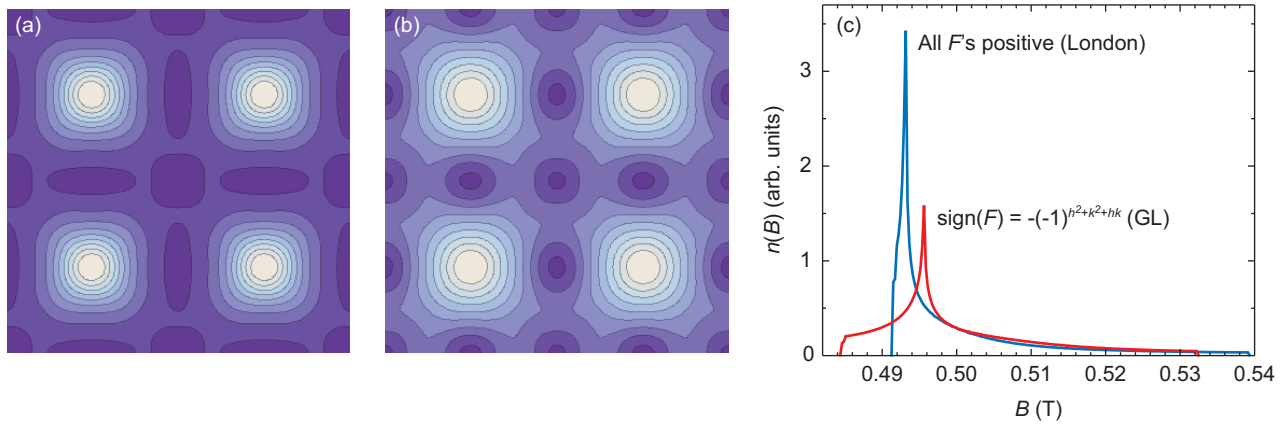 (a)
(b)
(c)
All F's positive (London)
sign(F) = -(-1)^{h²+k²+hk} (GL)
n(B) (arb. units)
3
2
1
0
0.49
0.50
0.51
0.52
0.53
0.54
B (T)